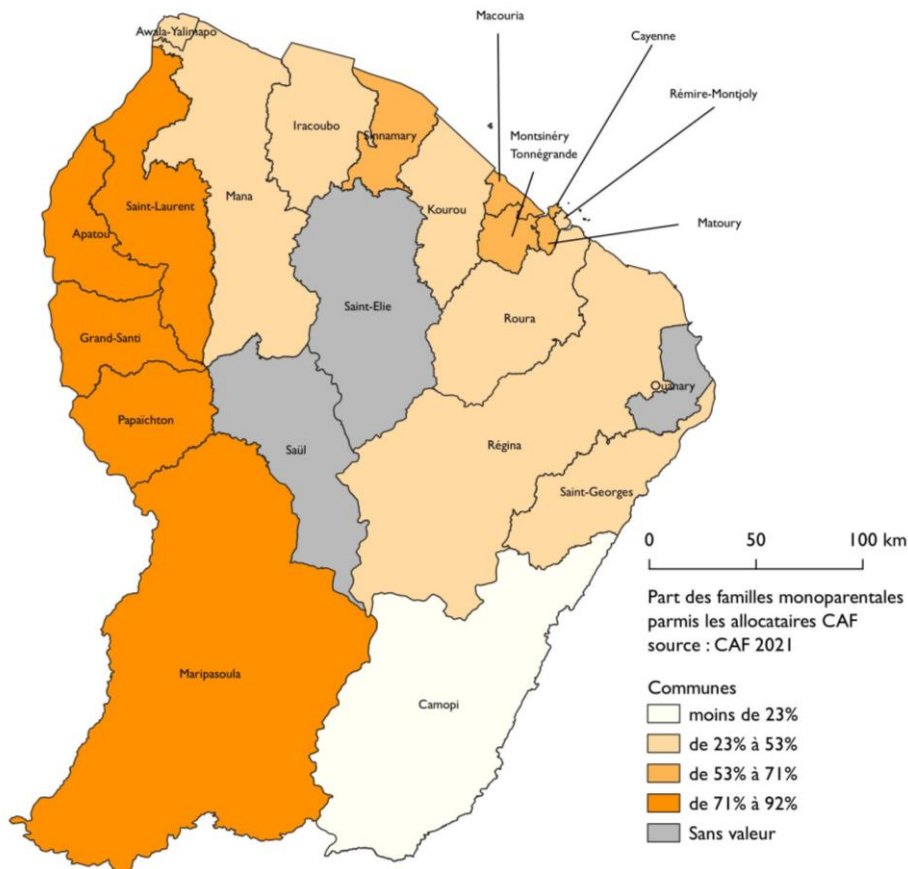 Macouria
Cayenne
Awala-Yalimapo
Rémire-Montjoly
Iracoubo
Sinnamary
Montsinéry
Tonnégrande
Mana
Kourou
Saint-Laurent
Matoury
Apatou
Saint-Elie
Roura
Grand-Santi
Ouanary
Papaïchton
Saül
Régina
Saint-Georges
0 50 100 km
Part des familles monoparentales
parmis les allocataires CAF
source : CAF 2021
Maripasoula
Camopi
Communes
moins de 23%
de 23% à 53%
de 53% à 71%
de 71% à 92%
Sans valeur